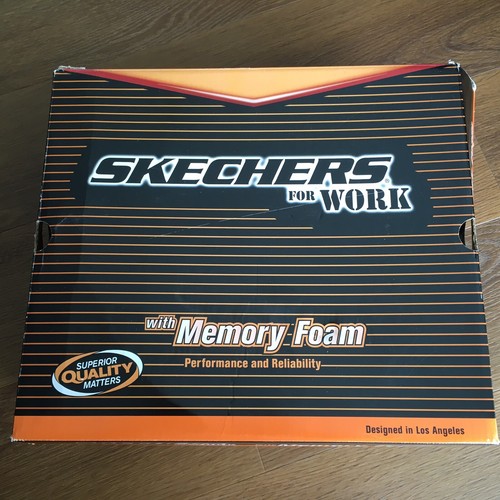 SKECHERS
FOR WORK
with Memory Foam
Performance and Reliability
SUPERIOR
QUALITY
MATTERS
Designed in Los Angeles